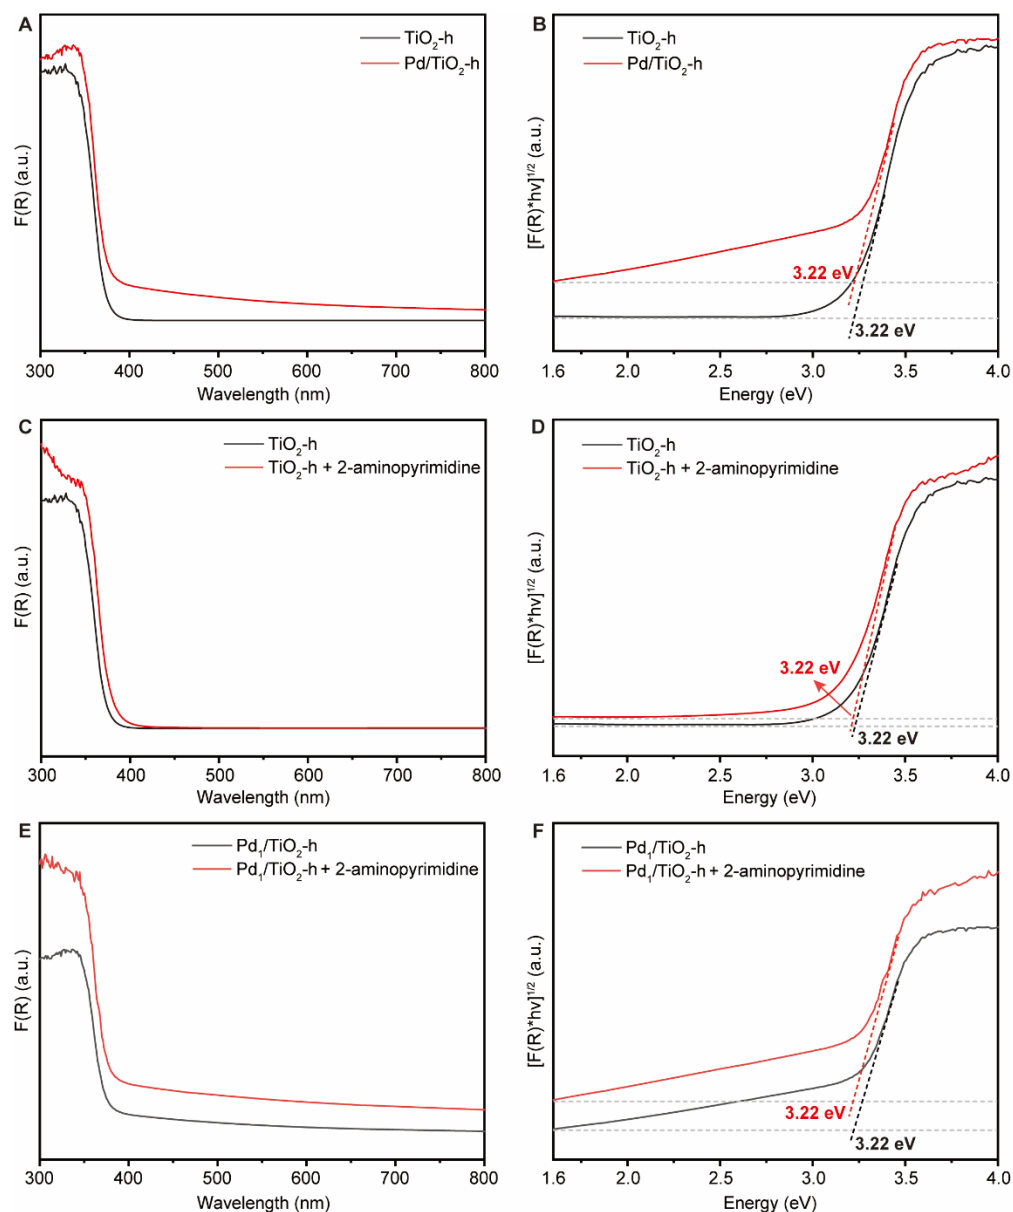 A
TiO₂-h
Pd/TiO₂-h
F(R) (a.u.)
300 400 500 600 700 800
Wavelength (nm)
B
TiO₂-h
Pd/TiO₂-h
[F(R)*hv]^1/2 (a.u.)
3.22 eV
3.22 eV
1.6 2.0 2.5 3.0 3.5 4.0
Energy (eV)
C
TiO₂-h
TiO₂-h + 2-aminopyrimidine
F(R) (a.u.)
300 400 500 600 700 800
Wavelength (nm)
D
TiO₂-h
TiO₂-h + 2-aminopyrimidine
[F(R)*hv]^1/2 (a.u.)
3.22 eV
3.22 eV
1.6 2.0 2.5 3.0 3.5 4.0
Energy (eV)
E
Pd₁/TiO₂-h
Pd₁/TiO₂-h + 2-aminopyrimidine
F(R) (a.u.)
300 400 500 600 700 800
Wavelength (nm)
F
Pd₁/TiO₂-h
Pd₁/TiO₂-h + 2-aminopyrimidine
[F(R)*hv]^1/2 (a.u.)
3.22 eV
3.22 eV
1.6 2.0 2.5 3.0 3.5 4.0
Energy (eV)